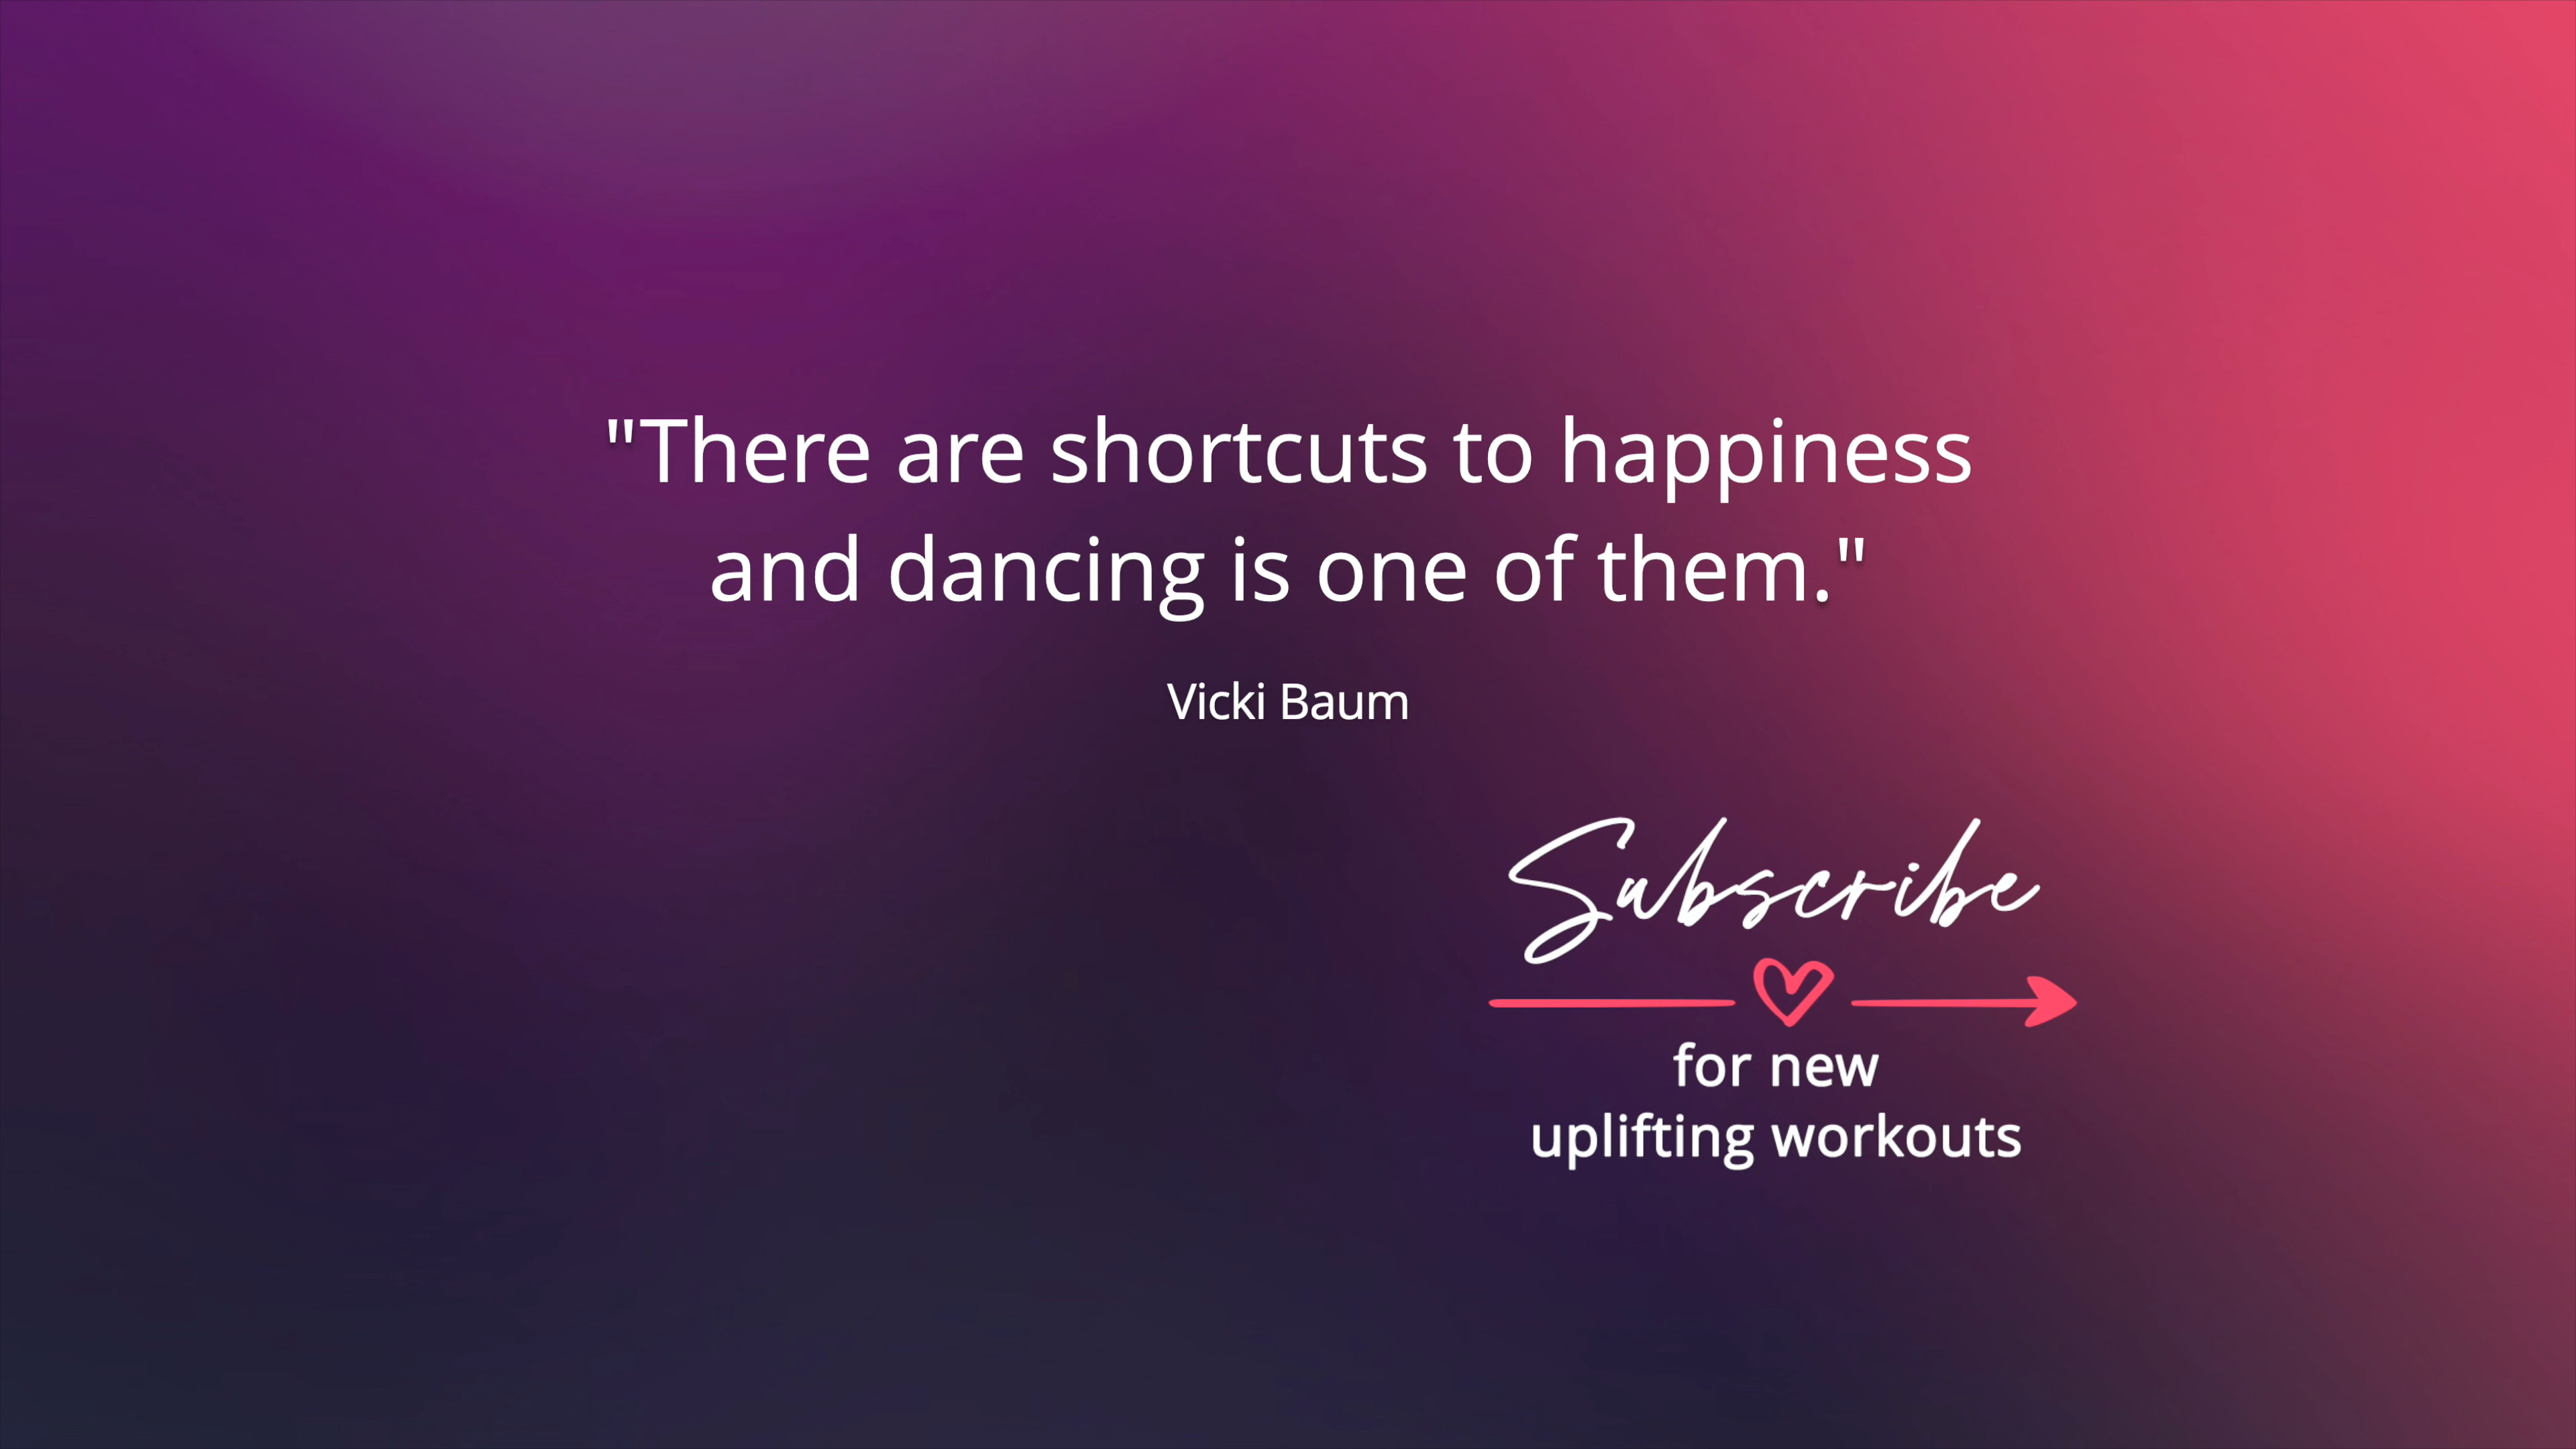 "There are shortcuts to happiness
and dancing is one of them."
Vicki Baum
Subscribe
for new
uplifting workouts